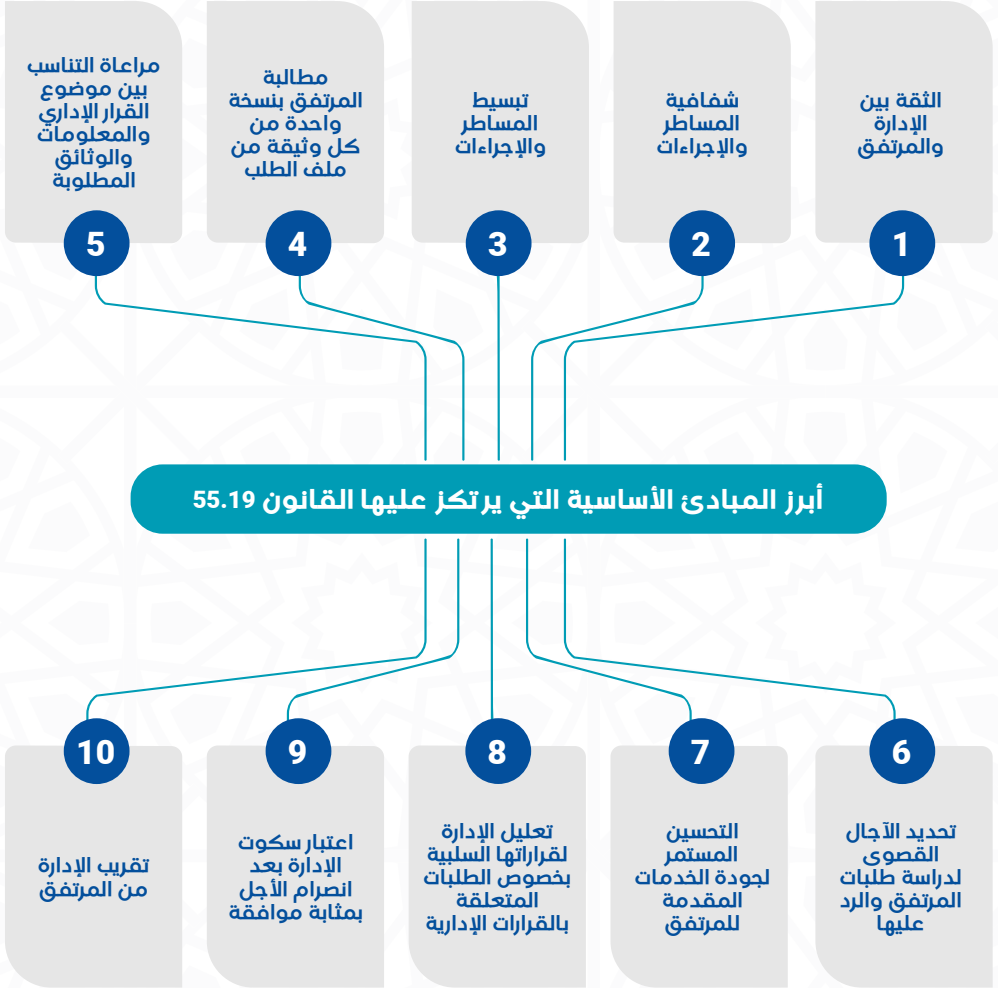 الثقة بين
الإدارة
والمرتفق
1
شفافية
المساطر
والإجراءات
2
تبسيط
المساطر
والإجراءات
3
مطالبة
المرتفق بنسخة
واحدة من
كل وثيقة من
ملف الطلب
4
مراعاة التناسب
بين موضوع
القرار الإداري
والمعلومات
والوثائق
المطلوبة
5
أبرز المبادئ الأساسية التي يرتكز عليها القانون 55.19
6
تحديد الآجال
القصوى
لدراسة طلبات
المرتفق والرد
عليها
7
التحسين
المستمر
لجودة الخدمات
المقدمة
للمرتفق
8
تعليل الإدارة
لقراراتها السلبية
بخصوص الطلبات
المتعلقة
بالقرارات الإدارية
9
اعتبار سكوت
الإدارة بعد
انصرام الأجل
بمثابة موافقة
10
تقريب الإدارة
من المرتفق